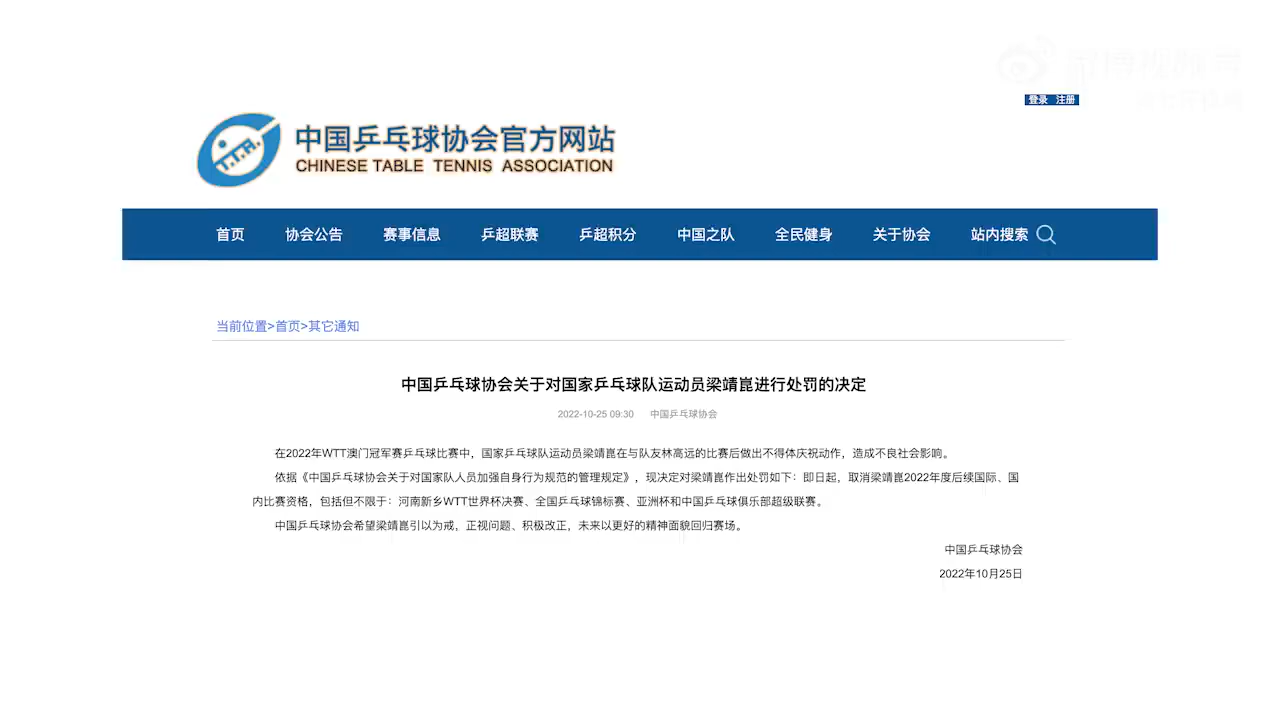 微博视频号
登录 注册
T.T.A.
中国乒乓球协会官方网站
CHINESE TABLE TENNIS ASSOCIATION
首页 协会公告 赛事信息 乒超联赛 乒超积分 中国之队 全民健身 关于协会 站内搜索
当前位置>首页>其它通知
中国乒乓球协会关于对国家乒乓球队运动员梁靖崑进行处罚的决定
2022-10-25 09:30 中国乒乓球协会
在2022年WTT澳门冠军赛乒乓球比赛中，国家乒乓球队运动员梁靖崑在与队友林高远的比赛后做出不得体庆祝动作，造成不良社会影响。
依据《中国乒乓球协会关于对国家队人员加强自身行为规范的管理规定》，现决定对梁靖崑作出处罚如下：即日起，取消梁靖崑2022年度后续国际、国
内比赛资格，包括但不限于：河南新乡WTT世界杯决赛、全国乒乓球锦标赛、亚洲杯和中国乒乓球俱乐部超级联赛。
中国乒乓球协会希望梁靖崑引以为戒，正视问题、积极改正，未来以更好的精神面貌回归赛场。
中国乒乓球协会
2022年10月25日